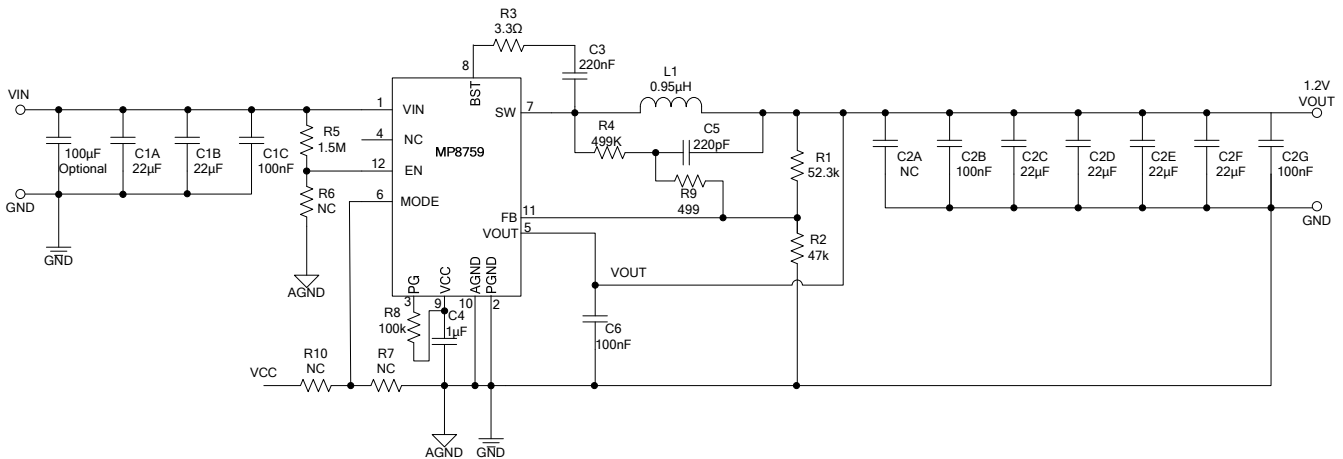 R3
3.3Ω
C3
220nF
8
BST
L1
0.95µH
VIN
1
VIN
SW
7
1.2V
VOUT
100µF
Optional
C1A
22µF
C1B
22µF
C1C
100nF
R5
1.5M
4
NC
MP8759
12
EN
R6
NC
6
MODE
R4
499K
C5
220pF
R9
499
R1
52.3k
C2A
NC
C2B
100nF
C2C
22µF
C2D
22µF
C2E
22µF
C2F
22µF
C2G
100nF
GND
GND
GND
AGND
FB
11
VOUT
5
R2
47k
PG
VCC
AGND
PGND
3
9
10
2
R8
100k
C4
1µF
VOUT
C6
100nF
VCC
R10
NC
R7
NC
AGND
GND